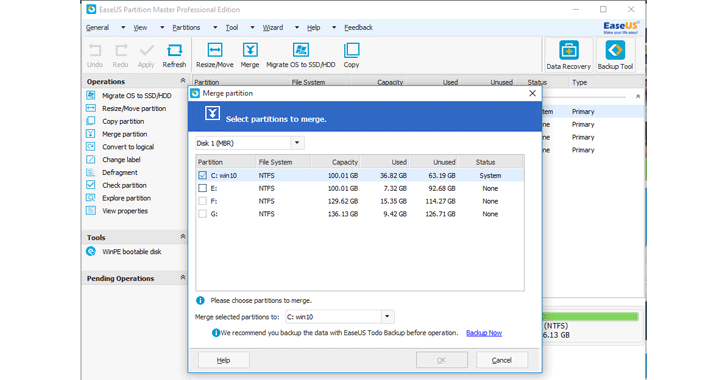 EaseUS Partition Master Professional Edition
General View Partitions Tool Wizard Help Feedback
EaseUS
Make your life easy!
Undo Redo Apply Refresh Resize/Move Merge Migrate OS to SSD/HDD Copy Data Recovery Backup Tool
Operations
Migrate OS to SSD/HDD
Resize/Move partition
Copy partition
Merge partition
Convert to logical
Change label
Defragment
Check partition
Explore partition
View properties
Tools
WinPE bootable disk
Pending Operations
Partition File System Capacity Used Unused Status Type
tem Primary
ne Primary
ne Primary
ne Primary
(NTFS)
6.13 GB
Merge partition
Select partitions to merge.
Disk 1 (MBR)
Partition File System Capacity Used Unused Status
C: win10 NTFS 100.01 GB 36.82 GB 63.19 GB System
E: NTFS 100.01 GB 7.32 GB 92.68 GB None
F: NTFS 129.62 GB 15.35 GB 114.27 GB None
G: NTFS 136.13 GB 9.42 GB 126.71 GB None
Please choose partitions to merge.
Merge selected partitions to: C: win10
We recommend you backup the data with EaseUS Todo Backup before operation. Backup Now
Help OK Cancel